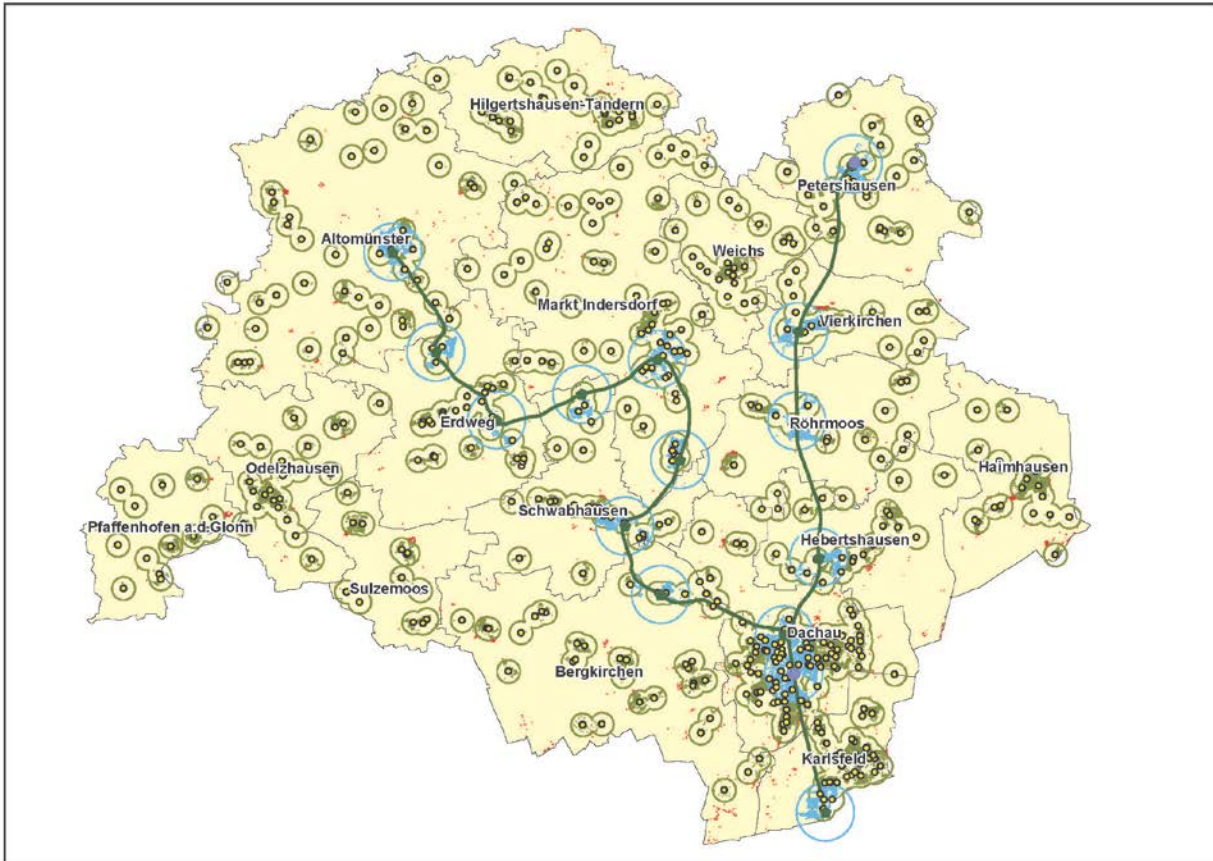 Hilgertshausen-Tandern
Petershausen
Altomünster
Weichs
Markt Indersdorf
Vierkirchen
Erdweg
Röhrmoos
Odelzhausen
Haimhausen
Schwabhausen
Pfaffenhofen a.d.Glonn
Hebertshausen
Sulzemoos
Dachau
Bergkirchen
Karlsfeld